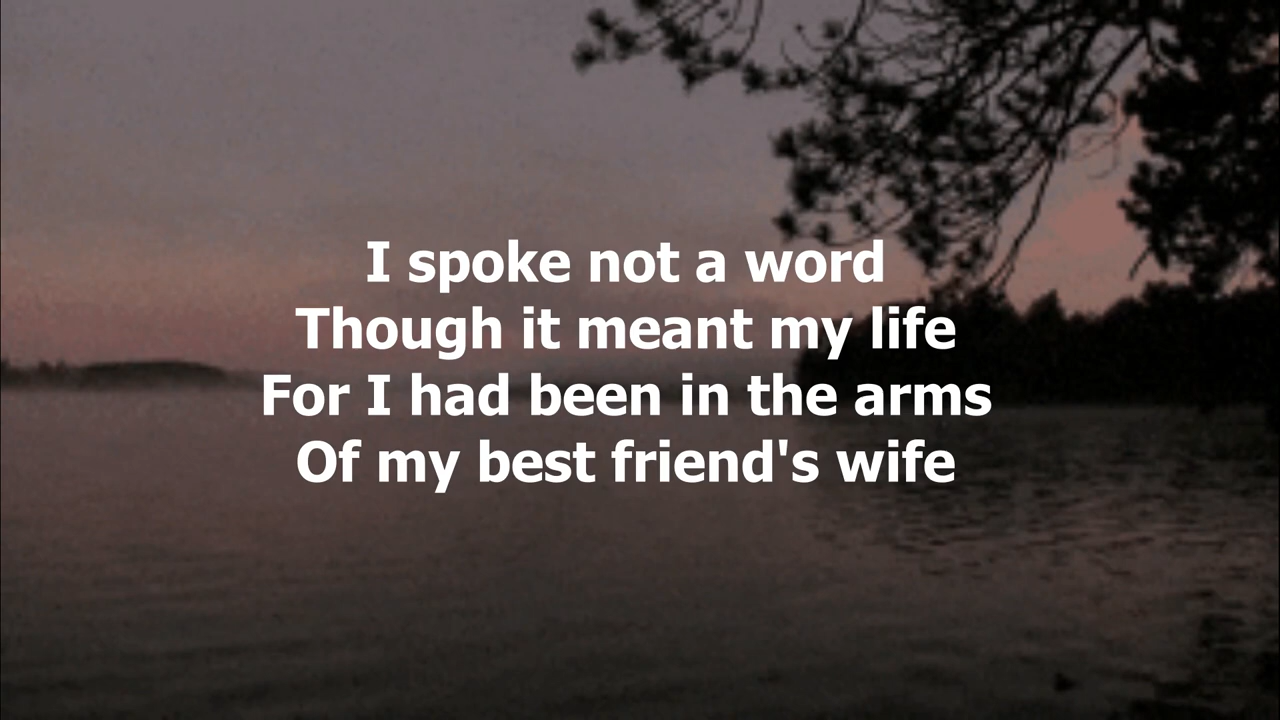 I spoke not a word
Though it meant my life
For I had been in the arms
Of my best friend's wife